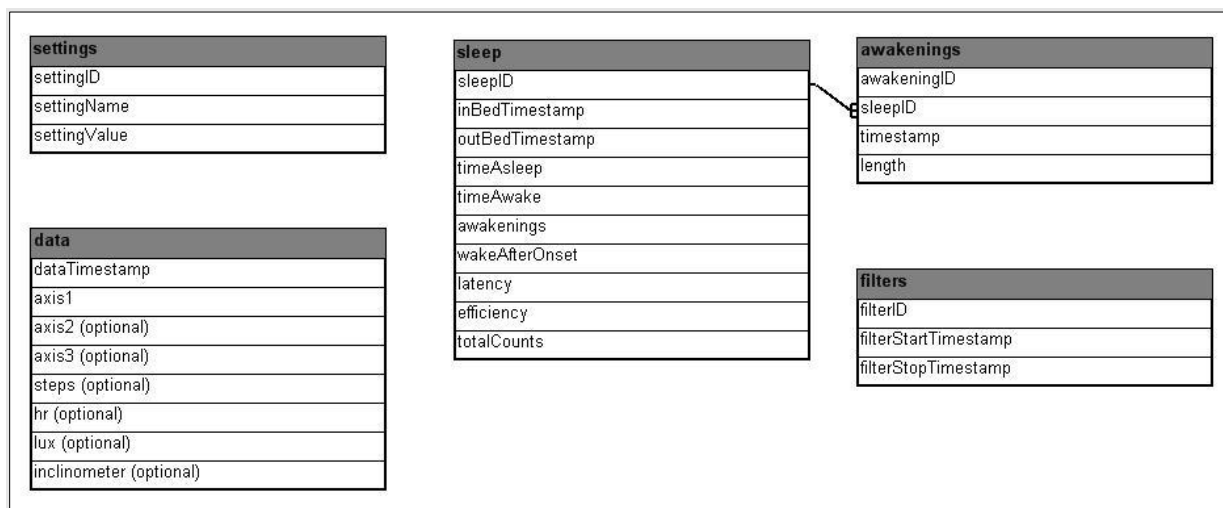 settings
settingID
settingName
settingValue
data
dataTimestamp
axis1
axis2 (optional)
axis3 (optional)
steps (optional)
hr (optional)
lux (optional)
inclinometer (optional)
sleep
sleepID
inBedTimestamp
outBedTimestamp
timeAsleep
timeAwake
awakenings
wakeAfterOnset
latency
efficiency
totalCounts
awakenings
awakeningID
sleepID
timestamp
length
filters
filterID
filterStartTimestamp
filterStopTimestamp